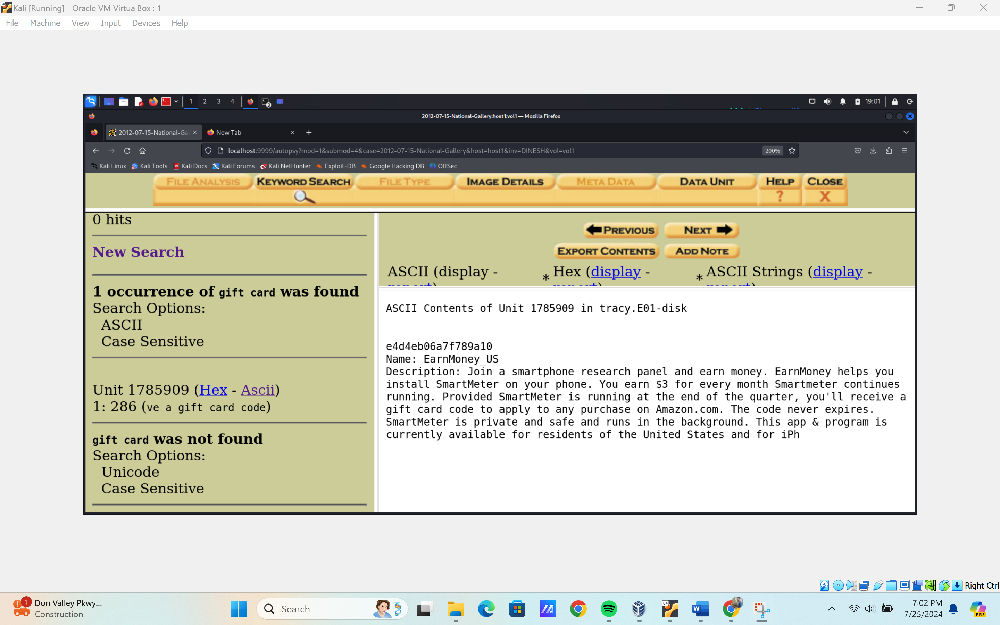 Kali [Running] - Oracle VM VirtualBox : 1
File Machine View Input Devices Help
1 2 3 4 3 19:01
2012-07-15-National-Gallery:host1:vol1 — Mozilla Firefox
2012-07-15-National-Gal New Tab
localhost:9999/autopsy?mod=1&submod=4&case=2012-07-15-National-Gallery&host=host1&inv=DINESH&vol=vol1 200%
Kali Linux Kali Tools Kali Docs Kali Forums Kali NetHunter Exploit-DB Google Hacking DB OffSec
FILE ANALYSIS KEYWORD SEARCH FILE TYPE IMAGE DETAILS META DATA DATA UNIT HELP CLOSE
? X
0 hits
New Search
1 occurrence of gift card was found
Search Options:
ASCII
Case Sensitive
Unit 1785909 (Hex - Ascii)
1: 286 (ve a gift card code)
gift card was not found
Search Options:
Unicode
Case Sensitive
PREVIOUS NEXT
EXPORT CONTENTS ADD NOTE
ASCII (display - * Hex (display - * ASCII Strings (display -
report) report) report)
ASCII Contents of Unit 1785909 in tracy.E01-disk
e4d4eb06a7f789a10
Name: EarnMoney_US
Description: Join a smartphone research panel and earn money. EarnMoney helps you
install SmartMeter on your phone. You earn $3 for every month Smartmeter continues
running. Provided SmartMeter is running at the end of the quarter, you'll receive a
gift card code to apply to any purchase on Amazon.com. The code never expires.
SmartMeter is private and safe and runs in the background. This app & program is
currently available for residents of the United States and for iPh
Right Ctrl
1 Don Valley Pkwy...
Construction
Search
64
W
7:02 PM
7/25/2024
PRE